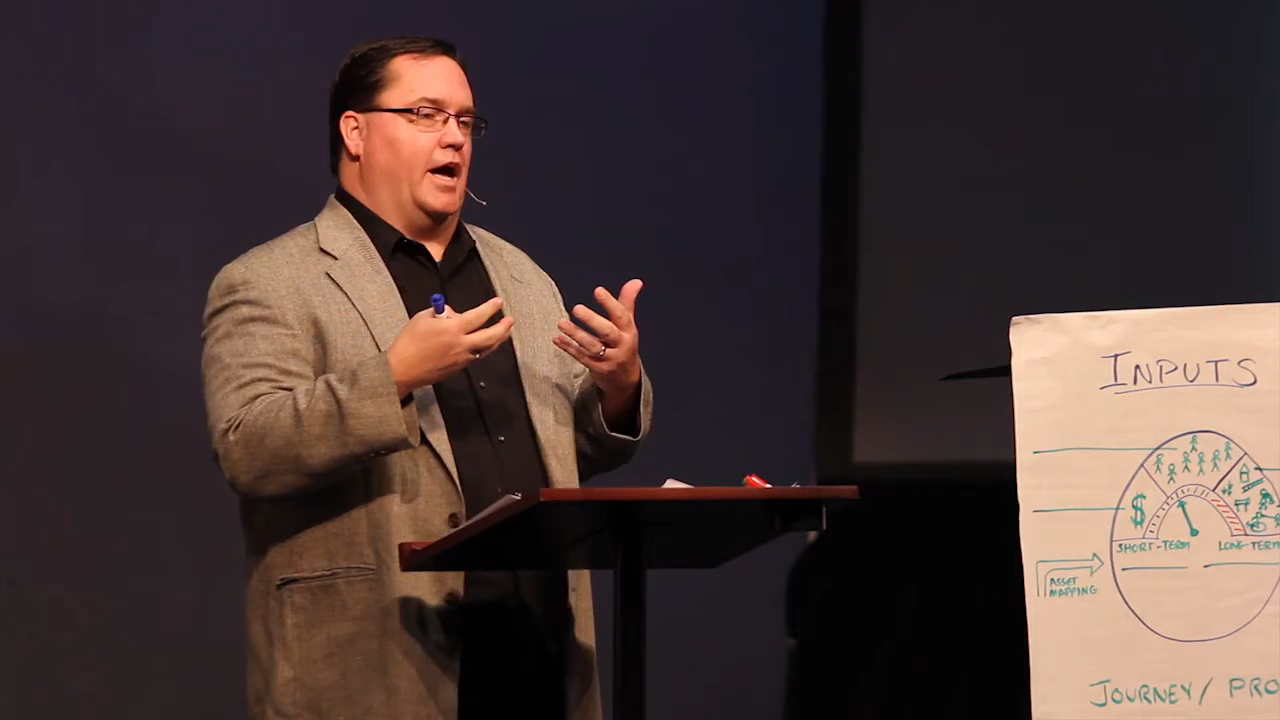 INPUTS
$
SHORT-TERM LONG-TERM
ASSET
MAPPING
JOURNEY/ PRO